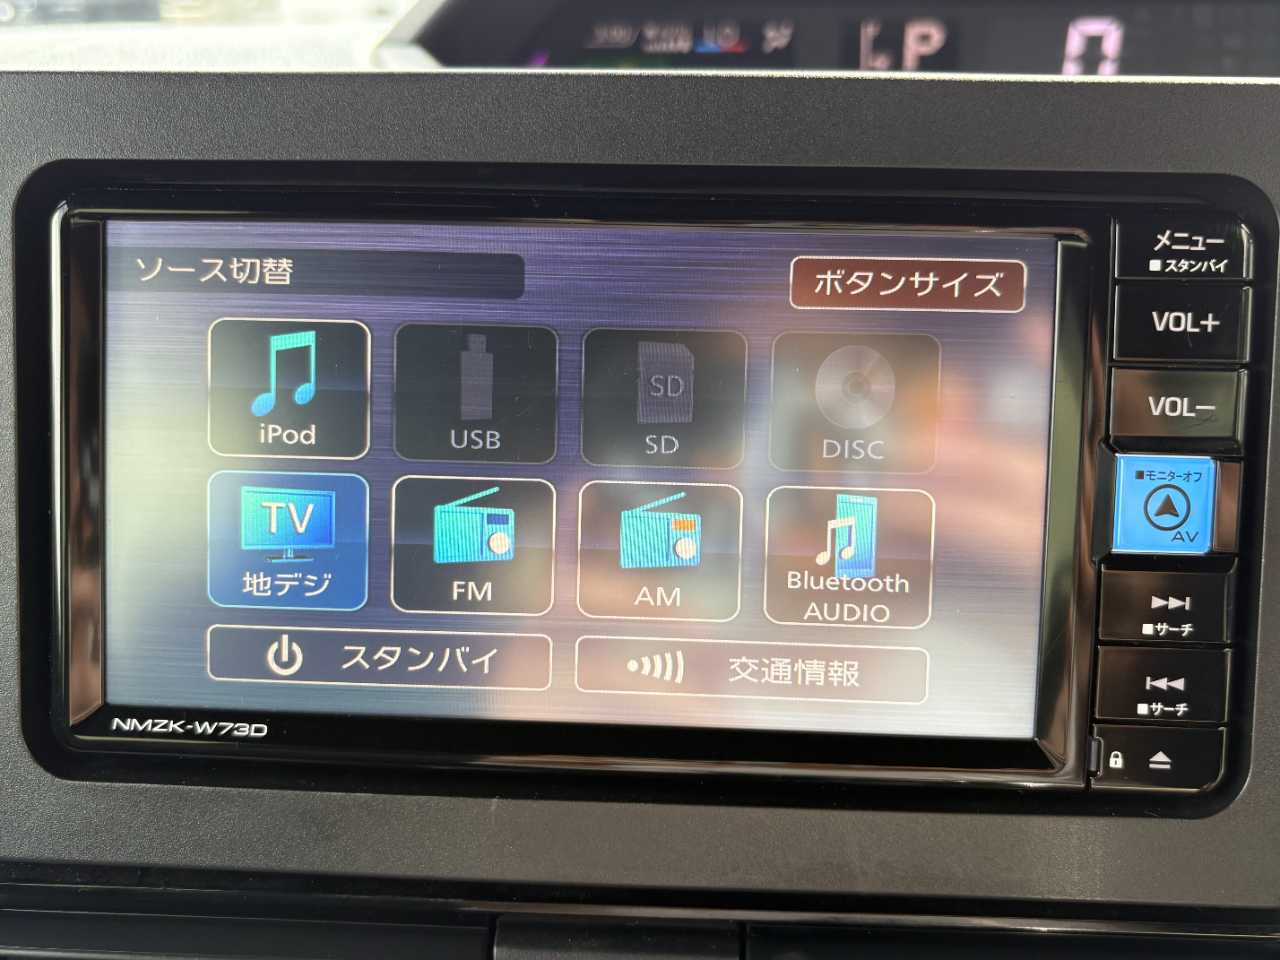 P
0
ソース切替
ボタンサイズ
iPod
USB
SD
SD
DISC
TV
地デジ
FM
AM
Bluetooth
AUDIO
スタンバイ
交通情報
NMZK-W73D
メニュー
■スタンバイ
VOL+
VOL−
■モニターオフ
AV
■サーチ
■サーチ